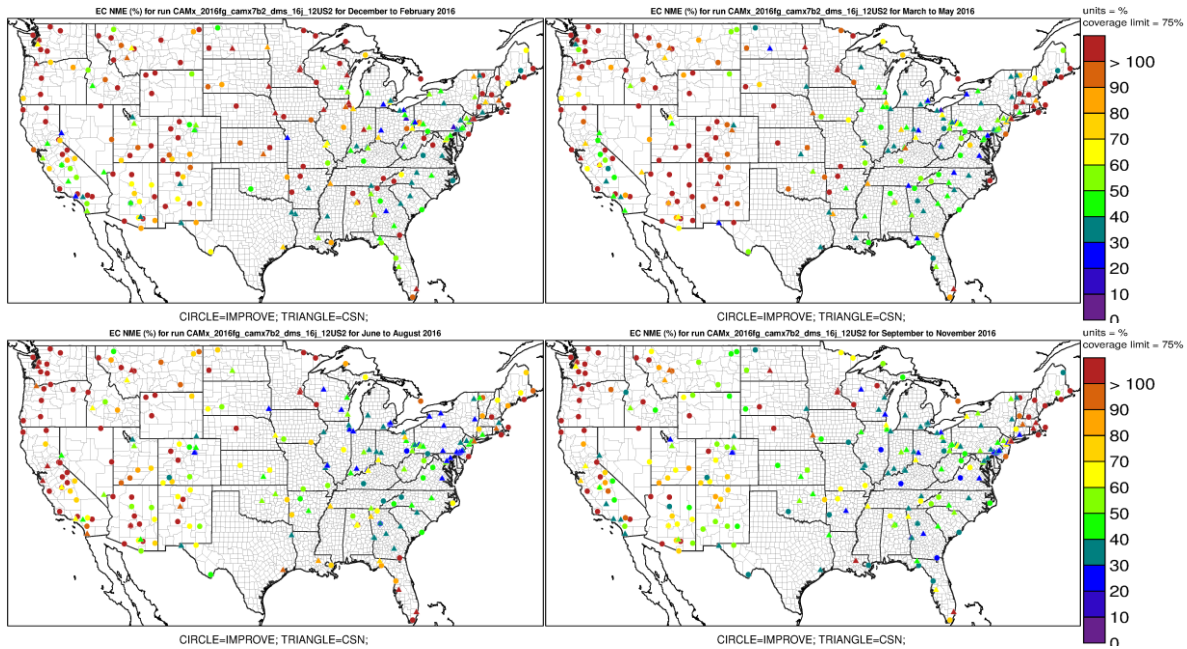 EC NME (%) for run CAMx_2016fg_camx7b2_dms_16j_12US2 for December to February 2016
CIRCLE=IMPROVE; TRIANGLE=CSN;
EC NME (%) for run CAMx_2016fg_camx7b2_dms_16j_12US2 for March to May 2016
CIRCLE=IMPROVE; TRIANGLE=CSN;
units = %
coverage limit = 75%
> 100
90
80
70
60
50
40
30
20
10
0
EC NME (%) for run CAMx_2016fg_camx7b2_dms_16j_12US2 for June to August 2016
CIRCLE=IMPROVE; TRIANGLE=CSN;
EC NME (%) for run CAMx_2016fg_camx7b2_dms_16j_12US2 for September to November 2016
CIRCLE=IMPROVE; TRIANGLE=CSN;
units = %
coverage limit = 75%
> 100
90
80
70
60
50
40
30
20
10
0